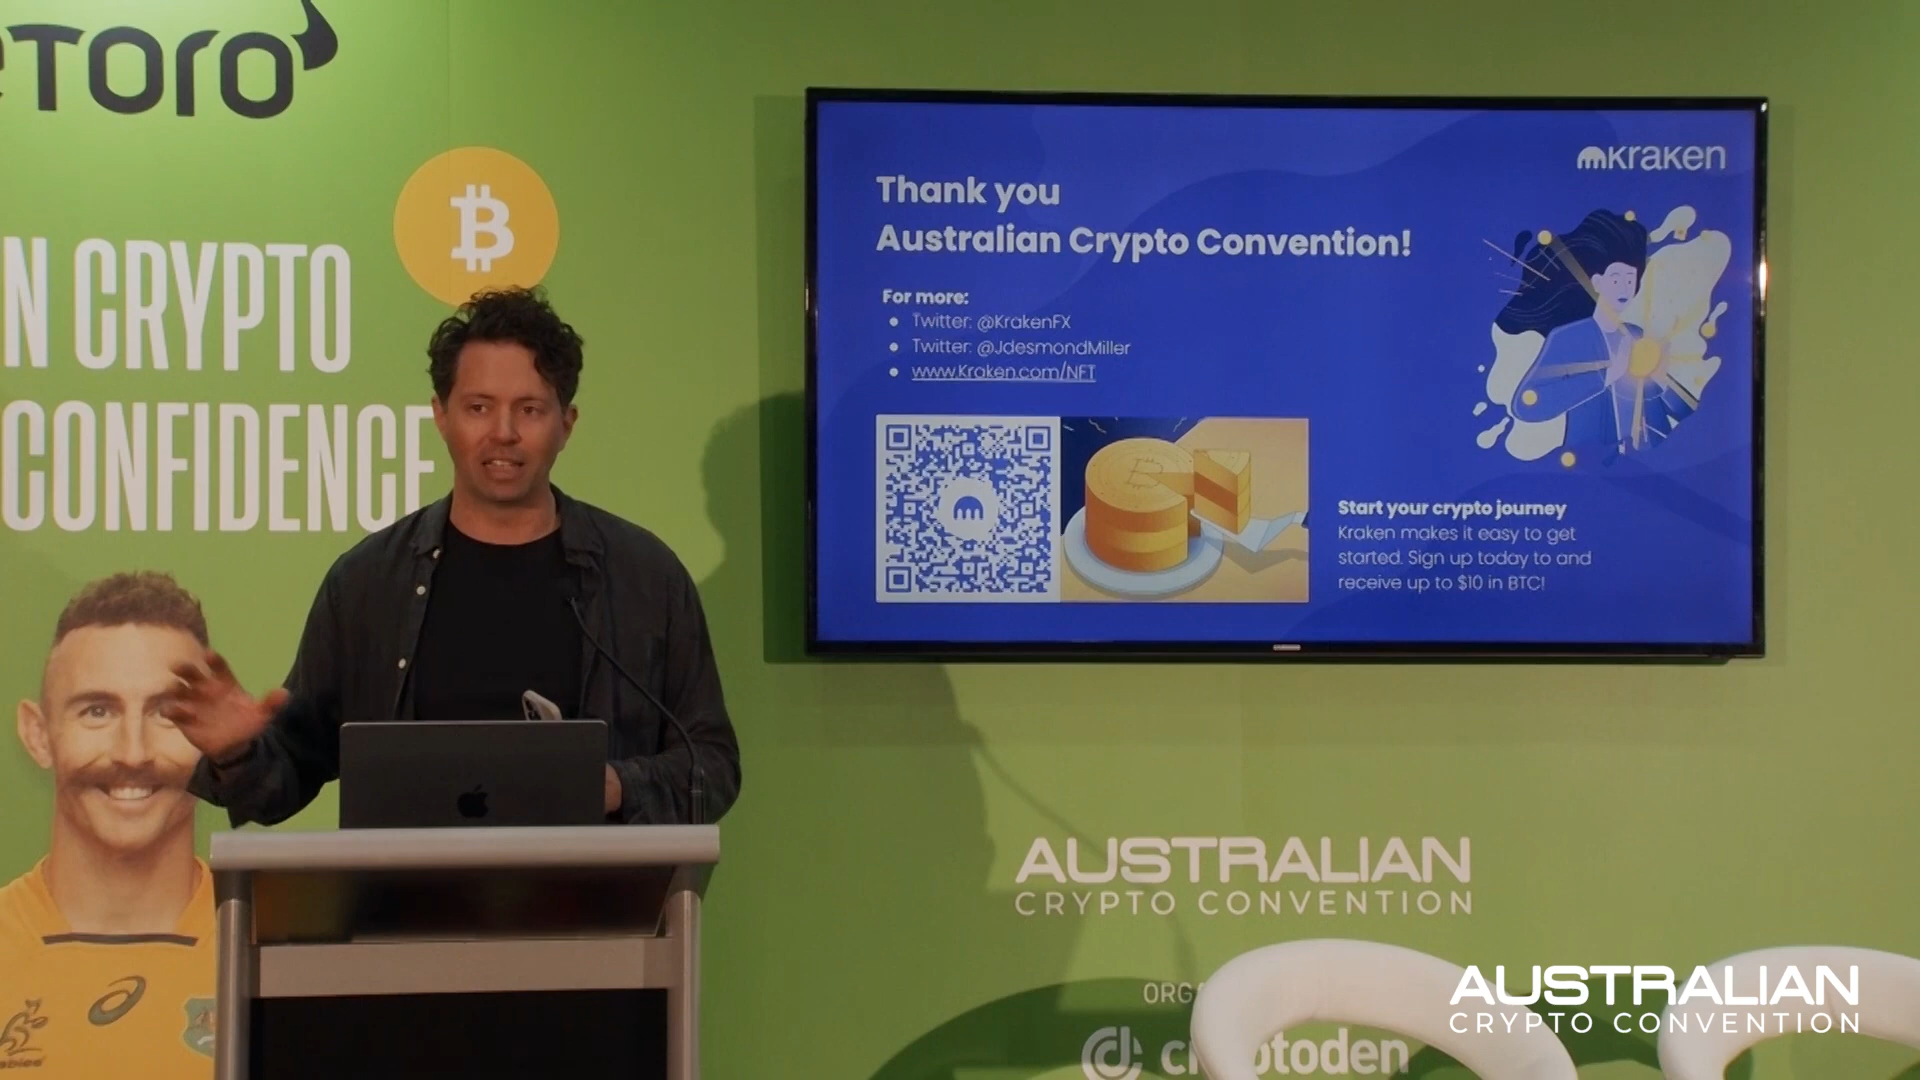 eToro
N CRYPTO
CONFIDENCE
kraken
Thank you
Australian Crypto Convention!
For more:
Twitter: @KrakenFX
Twitter: @JdesmondMiller
www.Kraken.com/NFT
Start your crypto journey
Kraken makes it easy to get
started. Sign up today to and
receive up to $10 in BTC!
AUSTRALIAN
CRYPTO CONVENTION
AUSTRALIAN
CRYPTO CONVENTION